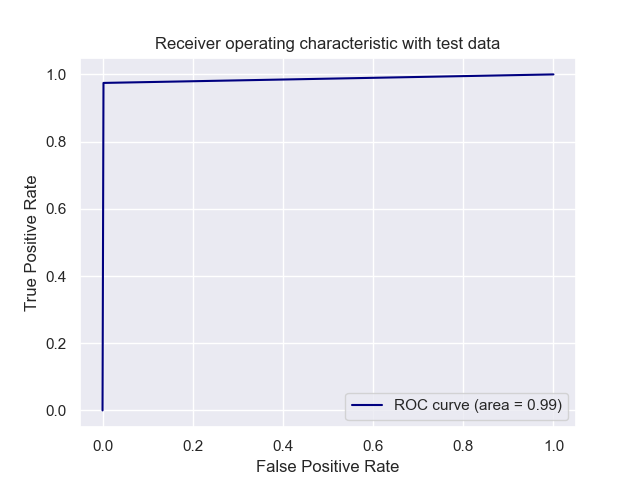 Receiver operating characteristic with test data
1.0
0.8
0.6
0.4
0.2
0.0
True Positive Rate
ROC curve (area = 0.99)
0.0 0.2 0.4 0.6 0.8 1.0
False Positive Rate